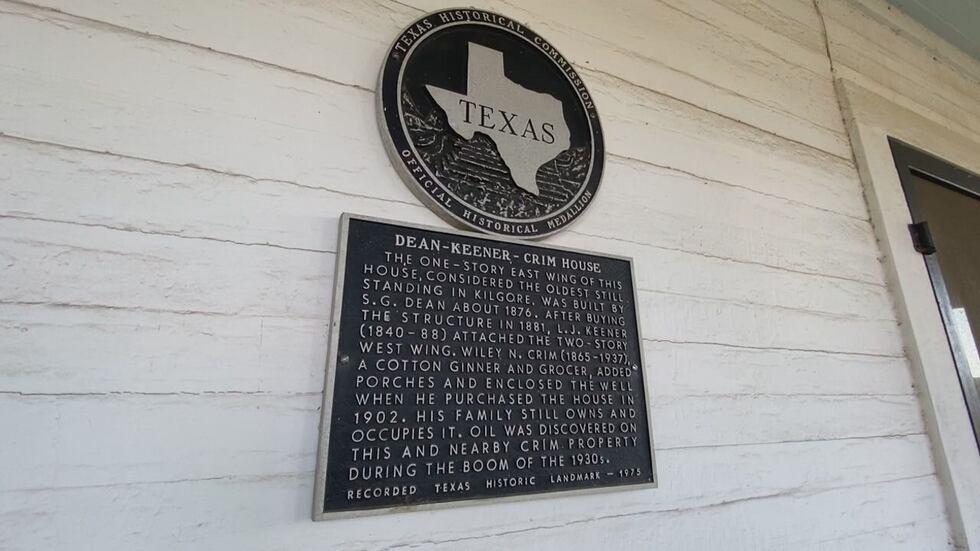 TEXAS HISTORICAL COMMISSION
TEXAS
OFFICIAL HISTORICAL MEDALLION
DEAN-KEENER-CRIM HOUSE
THE ONE-STORY EAST WING OF THIS
HOUSE, CONSIDERED THE OLDEST STILL
STANDING IN KILGORE, WAS BUILT BY
S.G. DEAN ABOUT 1876. AFTER BUYING
THE STRUCTURE IN 1881, L.J. KEENER
(1840-88) ATTACHED THE TWO-STORY
WEST WING. WILEY N. CRIM (1865-1937),
A COTTON GINNER AND GROCER, ADDED
PORCHES AND ENCLOSED THE WELL
WHEN HE PURCHASED THE HOUSE IN
1902. HIS FAMILY STILL OWNS AND
OCCUPIES IT. OIL WAS DISCOVERED ON
THIS AND NEARBY CRIM PROPERTY
DURING THE BOOM OF THE 1930s.
RECORDED TEXAS HISTORIC LANDMARK - 1975